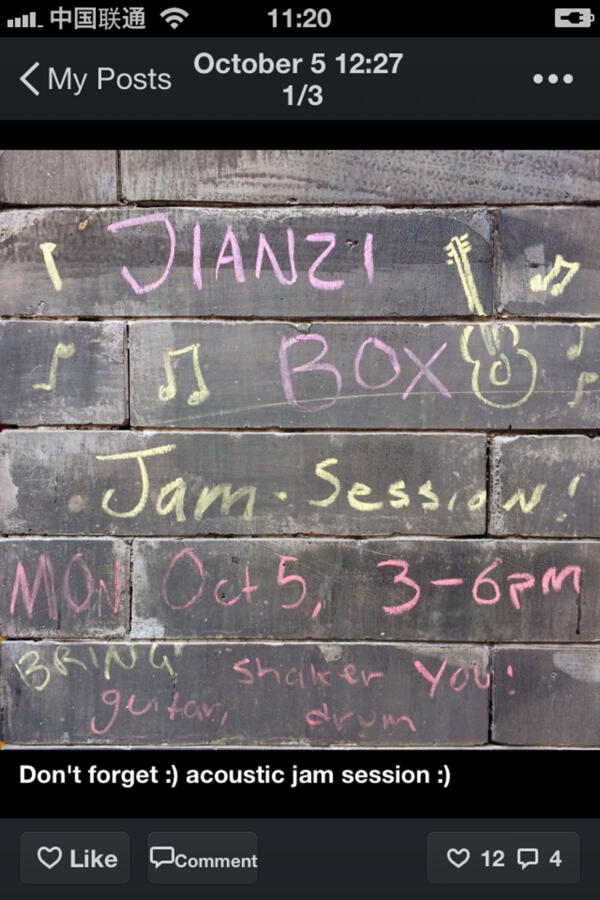 中国联通 11:20
My Posts October 5 12:27
1/3
JIANZI
BOX
Jam. Session!
MON Oct 5, 3-6pm
BRING shaker You!
guitar, drum
Don't forget :) acoustic jam session :)
Like Comment 12 4